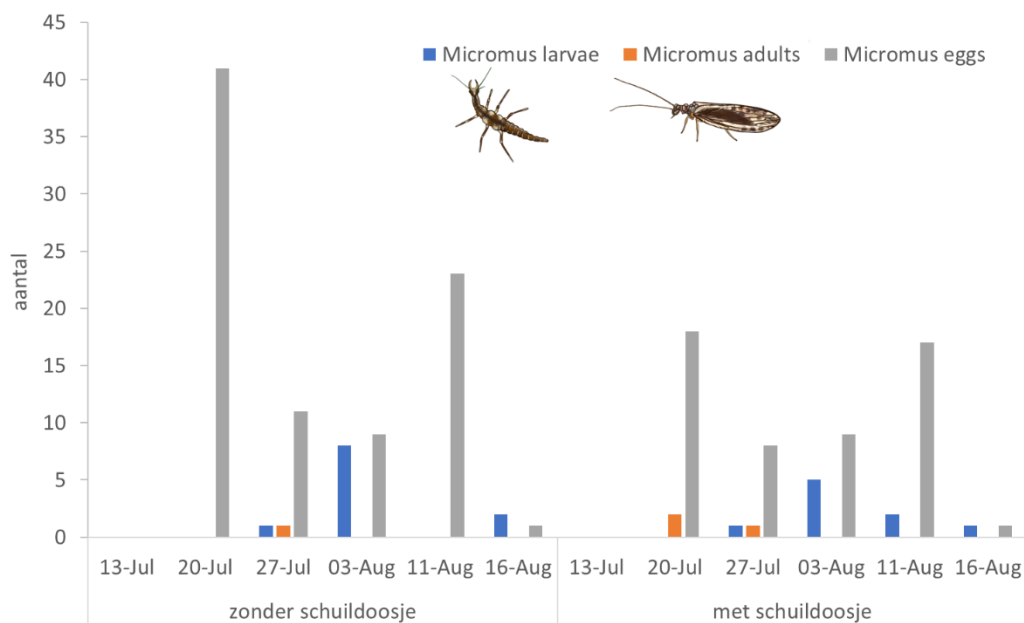 45
40
35
30
25
20
15
10
5
0
aantal
Micromus larvae Micromus adults Micromus eggs
13-Jul 20-Jul 27-Jul 03-Aug 11-Aug 16-Aug 13-Jul 20-Jul 27-Jul 03-Aug 11-Aug 16-Aug
zonder schuildoosje met schuildoosje